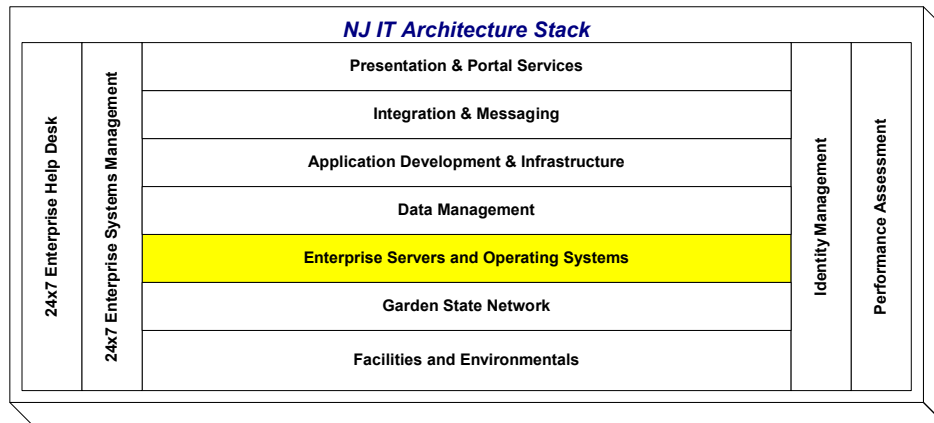 NJ IT Architecture Stack
24x7 Enterprise Help Desk
24x7 Enterprise Systems Management
Presentation & Portal Services
Integration & Messaging
Application Development & Infrastructure
Data Management
Enterprise Servers and Operating Systems
Garden State Network
Facilities and Environmentals
Identity Management
Performance Assessment